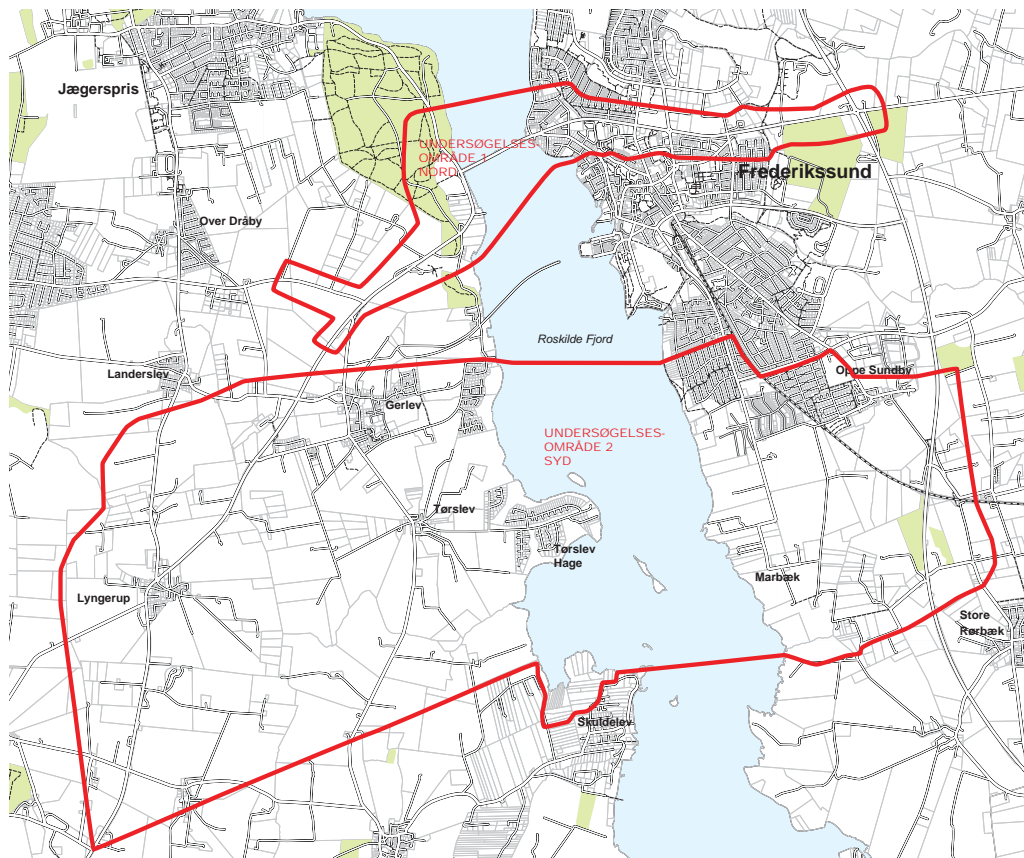 Jægerspris
UNDERSØGELSES-
OMRÅDE 1
NORD
Frederikssund
Over Dråby
Roskilde Fjord
Landerslev
Oppe Sundby
Gerlev
UNDERSØGELSES-
OMRÅDE 2
SYD
Tørslev
Tørslev
Hage
Marbæk
Lyngerup
Store
Rørbæk
Skuldelev